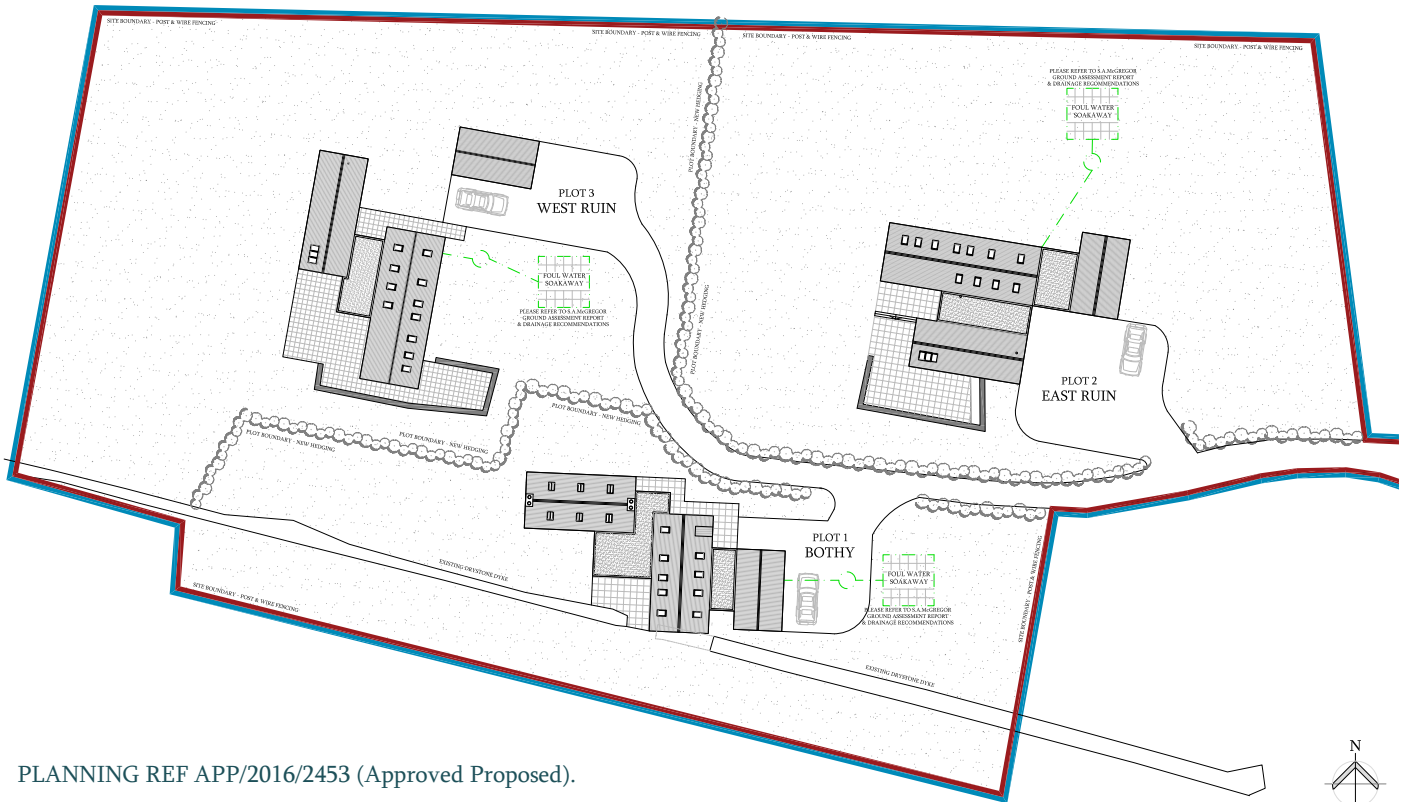 SITE BOUNDARY - POST & WIRE FENCING
SITE BOUNDARY - POST & WIRE FENCING
SITE BOUNDARY - POST & WIRE FENCING
SITE BOUNDARY - POST & WIRE FENCING
PLEASE REFER TO S.A.McGREGOR
GROUND ASSESSMENT REPORT
& DRAINAGE RECOMMENDATIONS
FOUL WATER
SOAKAWAY
PLOT BOUNDARY - NEW HEDGING
PLOT 3
WEST RUIN
FOUL WATER
SOAKAWAY
PLEASE REFER TO S.A.McGREGOR
GROUND ASSESSMENT REPORT
& DRAINAGE RECOMMENDATIONS
PLOT BOUNDARY - NEW HEDGING
PLOT 2
EAST RUIN
PLOT BOUNDARY - NEW HEDGING
PLOT BOUNDARY - NEW HEDGING
PLOT BOUNDARY - NEW HEDGING
PLOT 1
BOTHY
FOUL WATER
SOAKAWAY
PLEASE REFER TO S.A.McGREGOR
GROUND ASSESSMENT REPORT
& DRAINAGE RECOMMENDATIONS
SITE BOUNDARY - POST & WIRE FENCING
EXISTING DRYSTONE DYKE
SITE BOUNDARY - POST & WIRE FENCING
EXISTING DRYSTONE DYKE
N
PLANNING REF APP/2016/2453 (Approved Proposed).